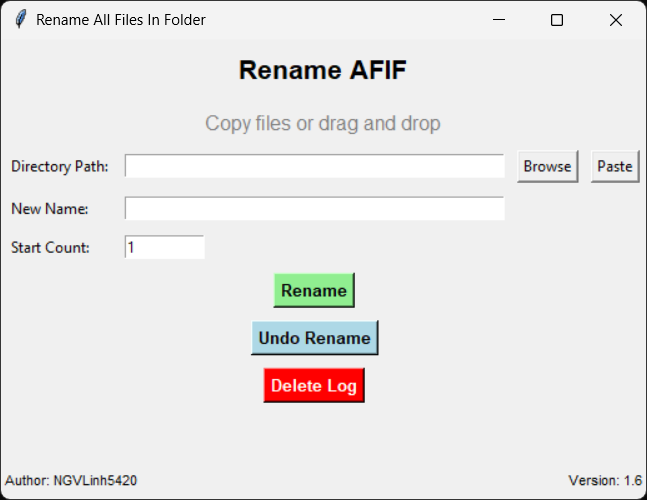 Rename All Files In Folder
Rename AFIF
Copy files or drag and drop
Directory Path: Browse Paste
New Name:
Start Count: 1
Rename
Undo Rename
Delete Log
Author: NGVLinh5420 Version: 1.6